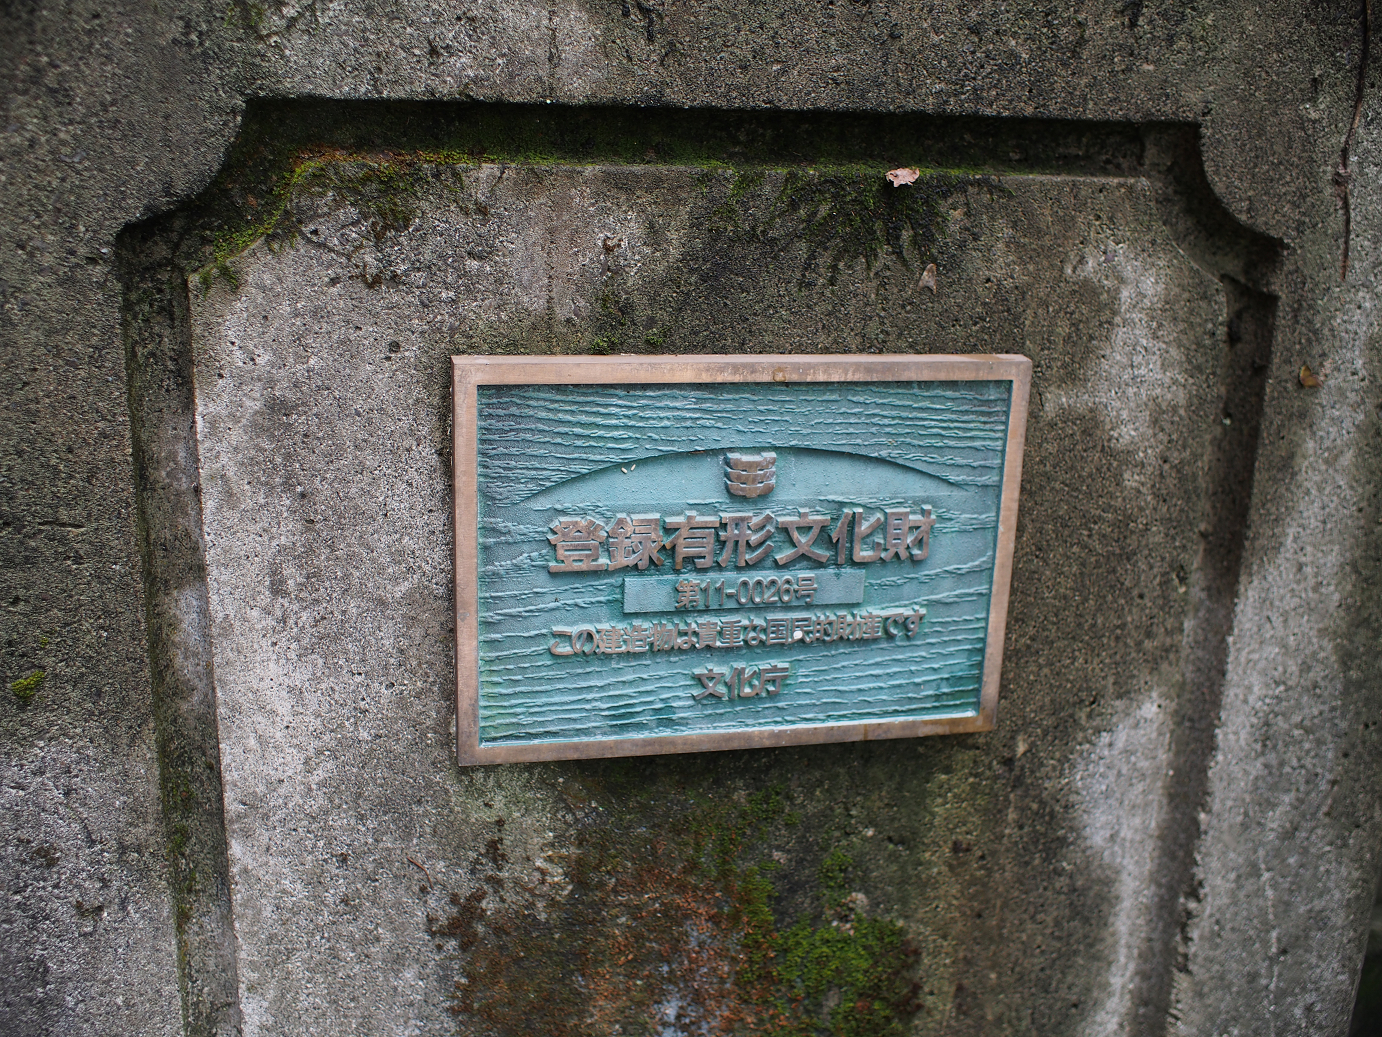 登録有形文化財
第11-0026号
この建造物は貴重な国民的財産です
文化庁